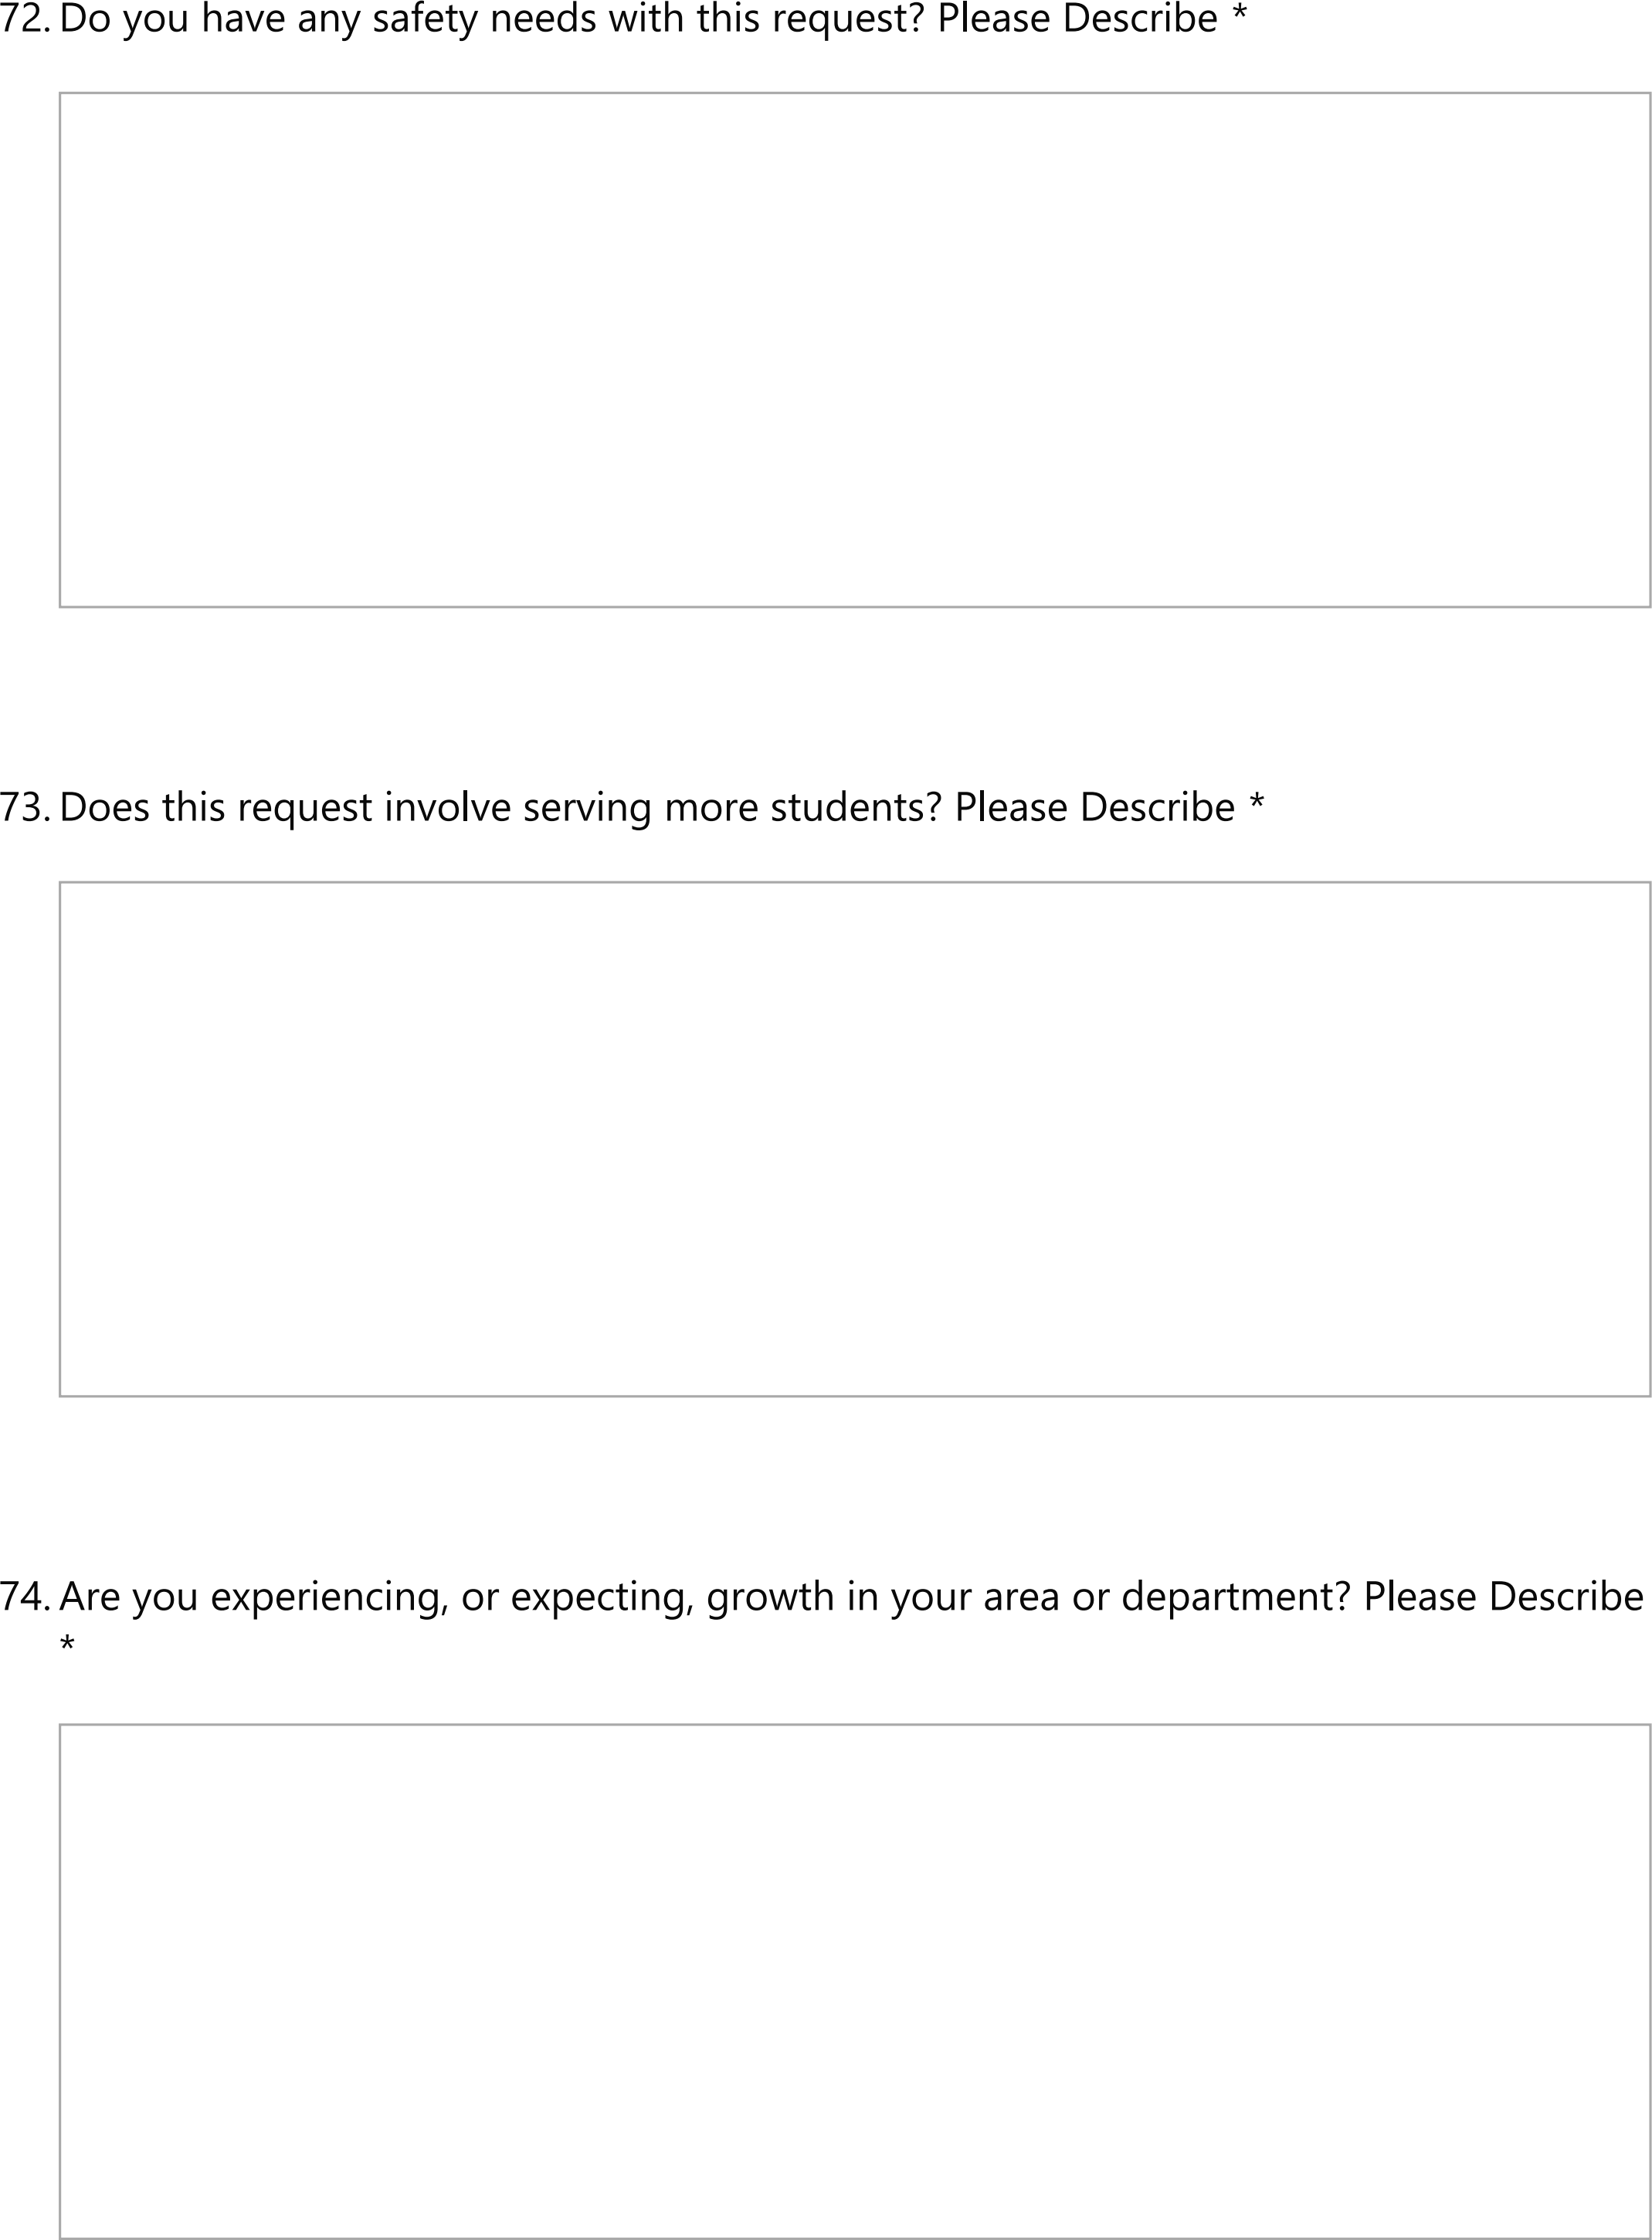 72. Do you have any safety needs with this request? Please Describe *
73. Does this request involve serving more students? Please Describe *
74. Are you experiencing, or expecting, growth in your area or department? Please Describe
*